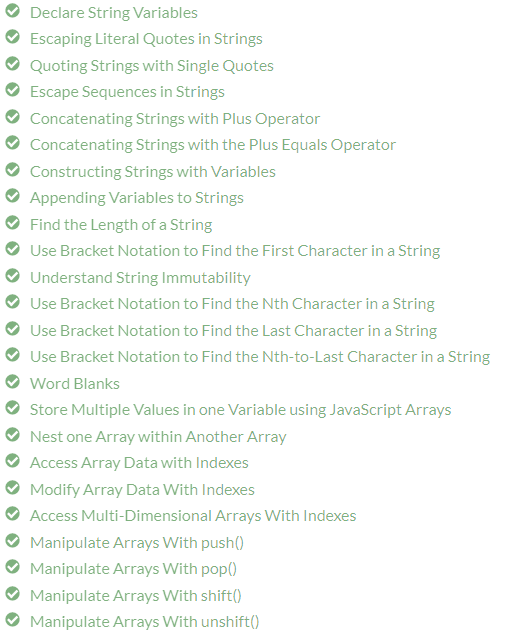 Declare String Variables
Escaping Literal Quotes in Strings
Quoting Strings with Single Quotes
Escape Sequences in Strings
Concatenating Strings with Plus Operator
Concatenating Strings with the Plus Equals Operator
Constructing Strings with Variables
Appending Variables to Strings
Find the Length of a String
Use Bracket Notation to Find the First Character in a String
Understand String Immutability
Use Bracket Notation to Find the Nth Character in a String
Use Bracket Notation to Find the Last Character in a String
Use Bracket Notation to Find the Nth-to-Last Character in a String
Word Blanks
Store Multiple Values in one Variable using JavaScript Arrays
Nest one Array within Another Array
Access Array Data with Indexes
Modify Array Data With Indexes
Access Multi-Dimensional Arrays With Indexes
Manipulate Arrays With push()
Manipulate Arrays With pop()
Manipulate Arrays With shift()
Manipulate Arrays With unshift()